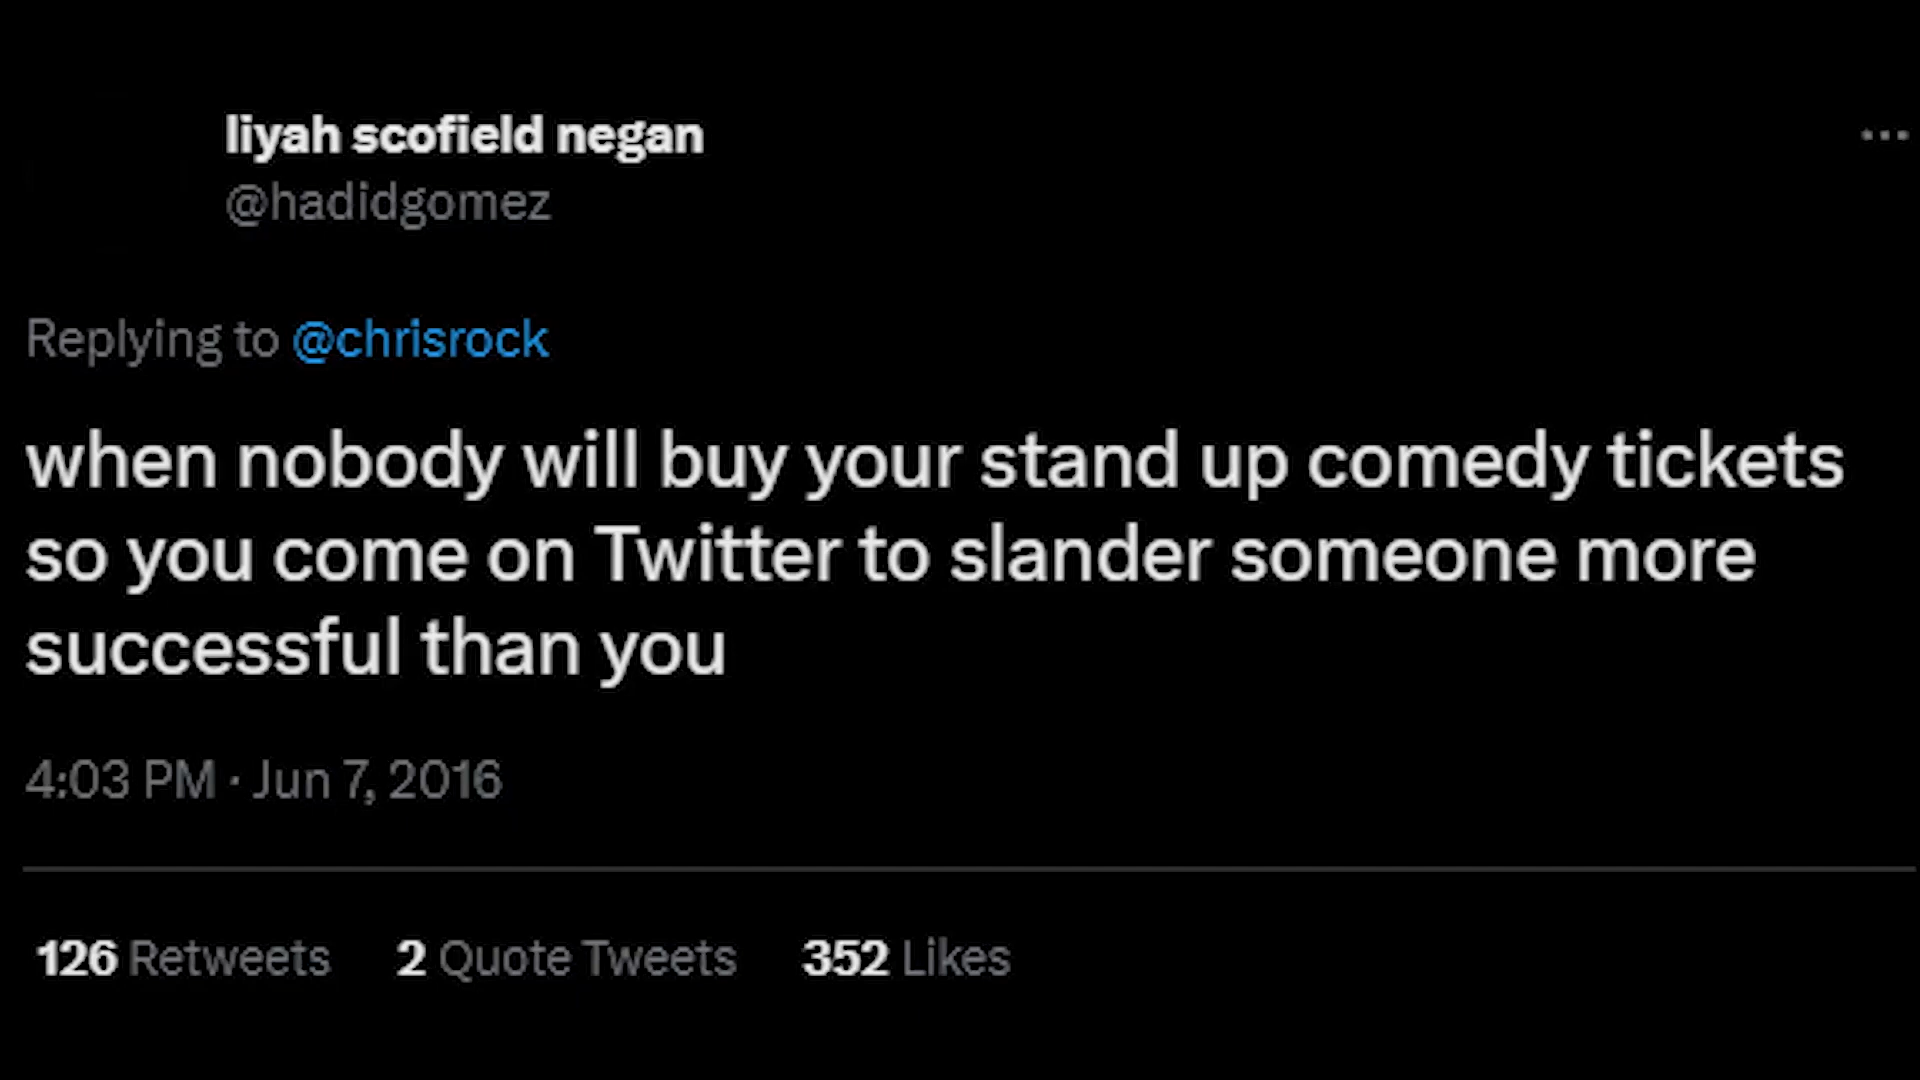 liyah scofield negan
@hadidgomez
Replying to @chrisrock
when nobody will buy your stand up comedy tickets
so you come on Twitter to slander someone more
successful than you
4:03 PM · Jun 7, 2016
126 Retweets 2 Quote Tweets 352 Likes